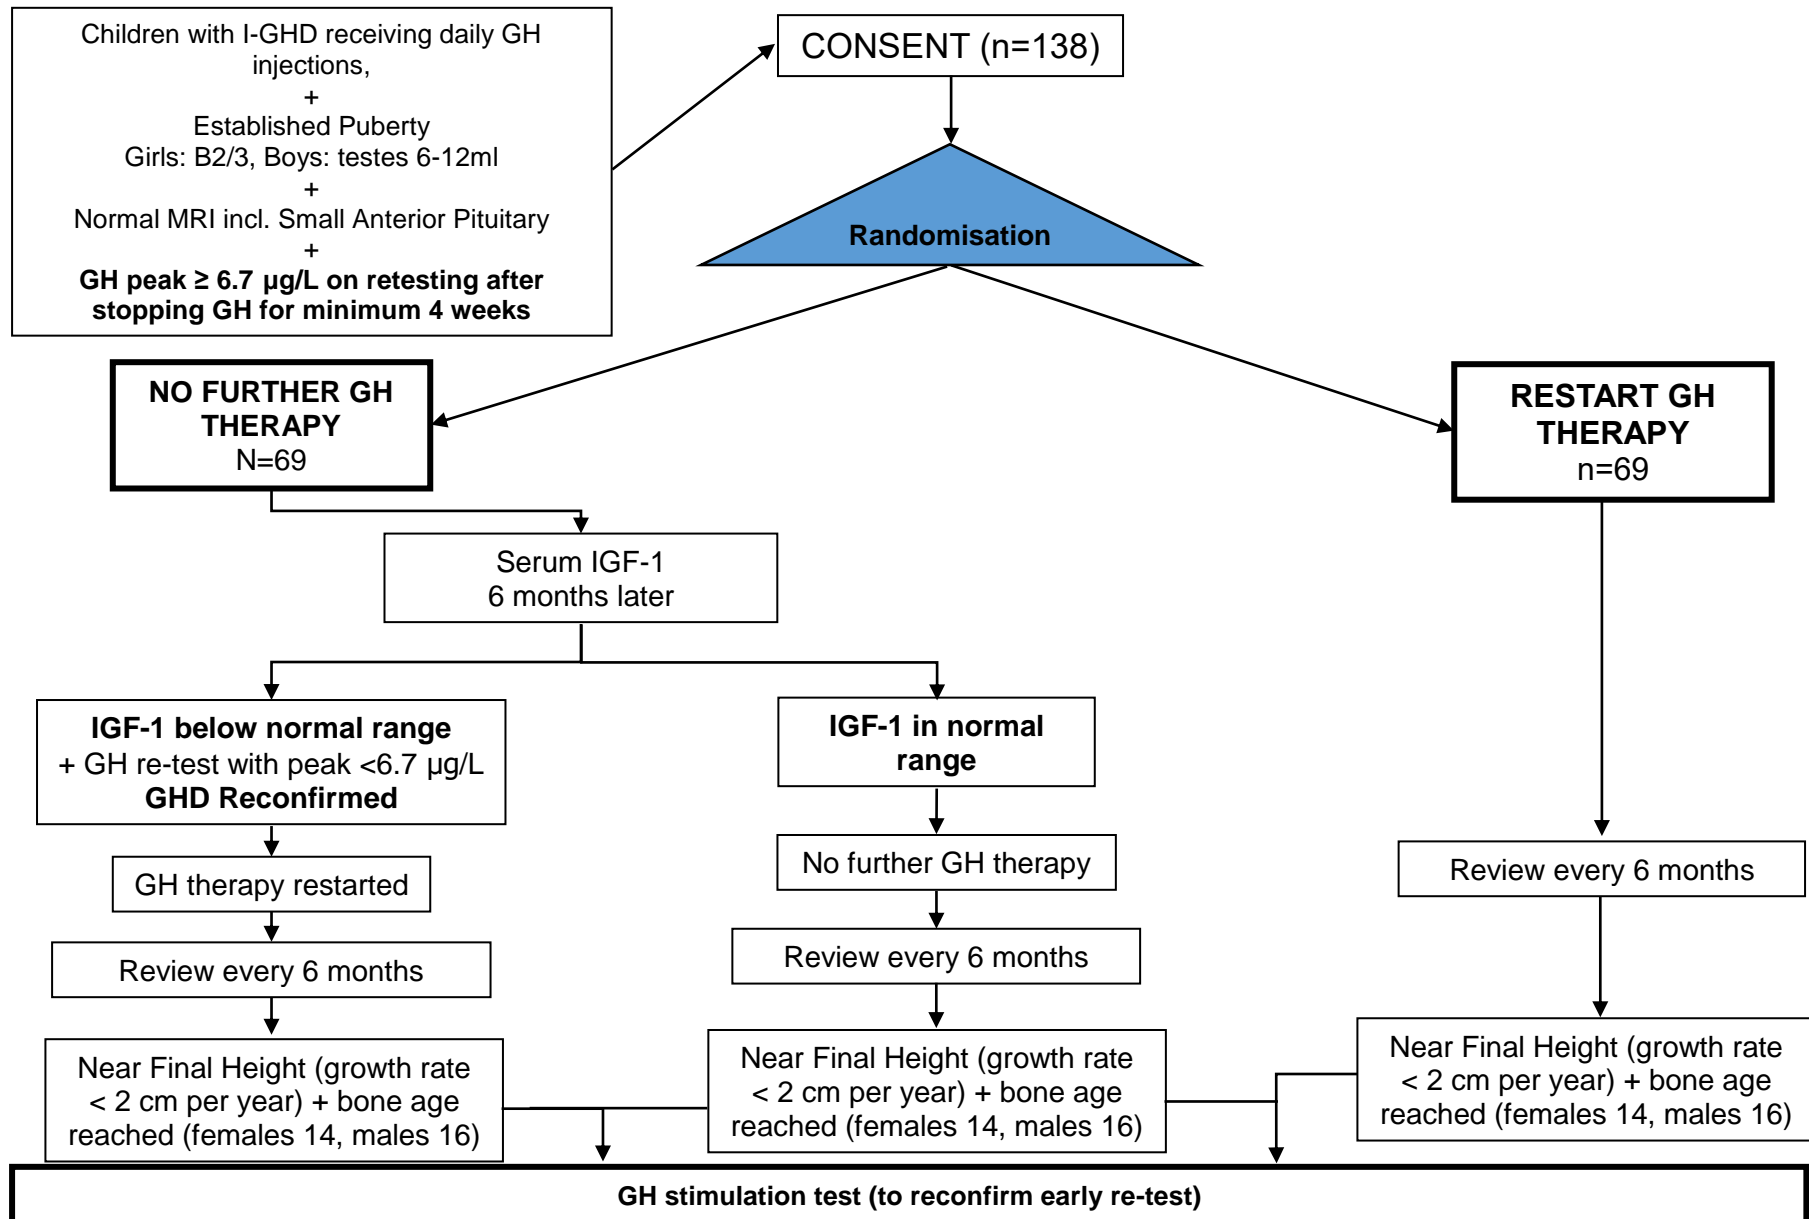 Children with I-GHD receiving daily GH
injections,
+
Established Puberty
Girls: B2/3, Boys: testes 6-12ml
+
Normal MRI incl. Small Anterior Pituitary
+
GH peak ≥ 6.7 µg/L on retesting after
stopping GH for minimum 4 weeks
CONSENT (n=138)
Randomisation
NO FURTHER GH
THERAPY
N=69
RESTART GH
THERAPY
n=69
Serum IGF-1
6 months later
IGF-1 below normal range
+ GH re-test with peak <6.7 µg/L
GHD Reconfirmed
IGF-1 in normal
range
GH therapy restarted
No further GH therapy
Review every 6 months
Review every 6 months
Review every 6 months
Near Final Height (growth rate
< 2 cm per year) + bone age
reached (females 14, males 16)
Near Final Height (growth rate
< 2 cm per year) + bone age
reached (females 14, males 16)
Near Final Height (growth rate
< 2 cm per year) + bone age
reached (females 14, males 16)
GH stimulation test (to reconfirm early re-test)